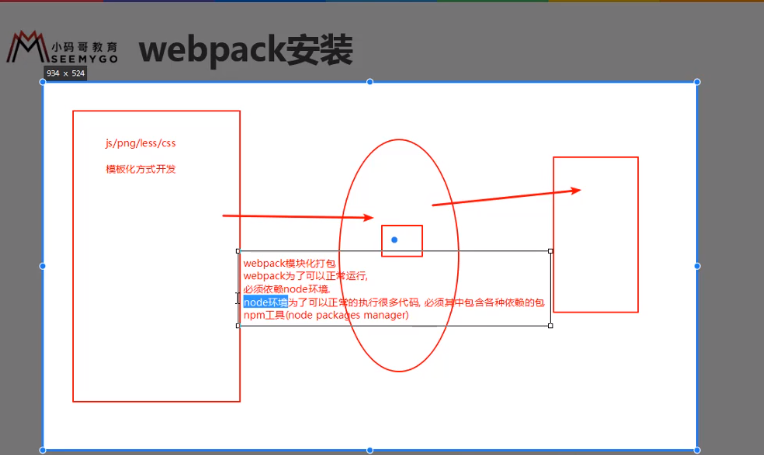 小码哥教育
SEEMYGO
webpack安装
934 x 524
js/png/less/css
模板化方式开发
webpack模块化打包
webpack为了可以正常运行,
必须依赖node环境,
node环境为了可以正常的执行很多代码, 必须其中包含各种依赖的包
npm工具(node packages manager)